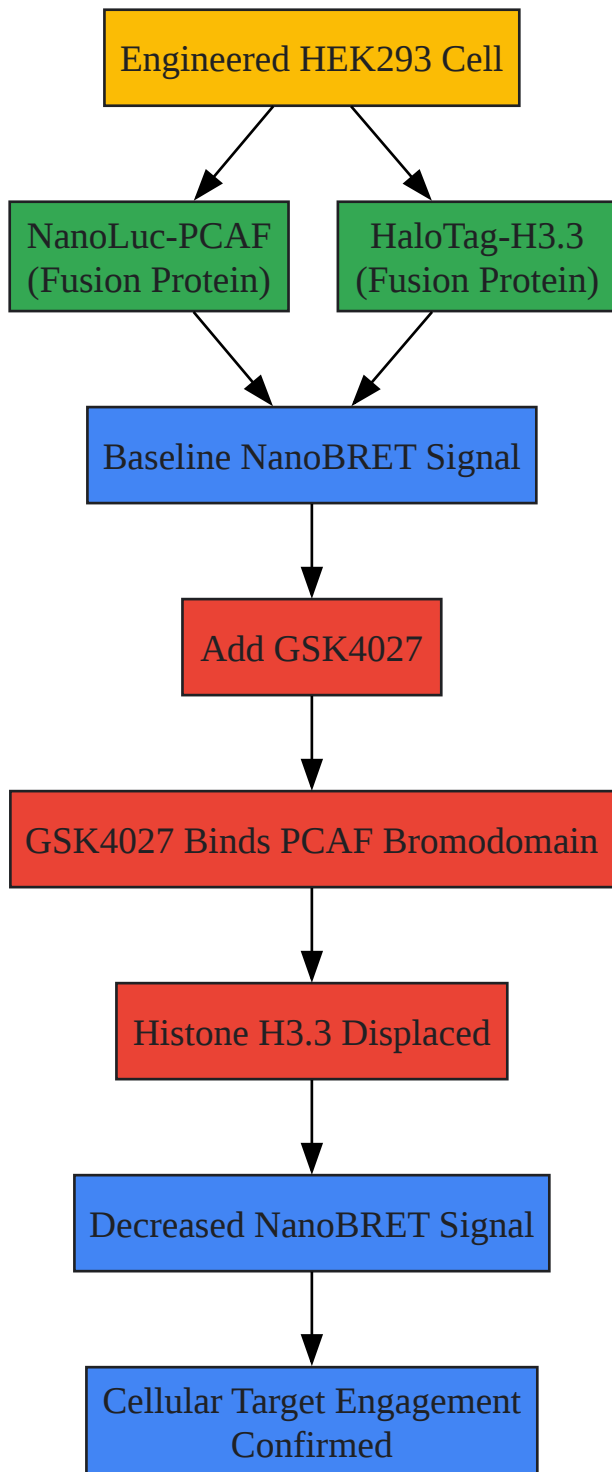 Engineered HEK293 Cell
NanoLuc-PCAF
(Fusion Protein)
HaloTag-H3.3
(Fusion Protein)
Baseline NanoBRET Signal
Add GSK4027
GSK4027 Binds PCAF Bromodomain
Histone H3.3 Displaced
Decreased NanoBRET Signal
Cellular Target Engagement
Confirmed